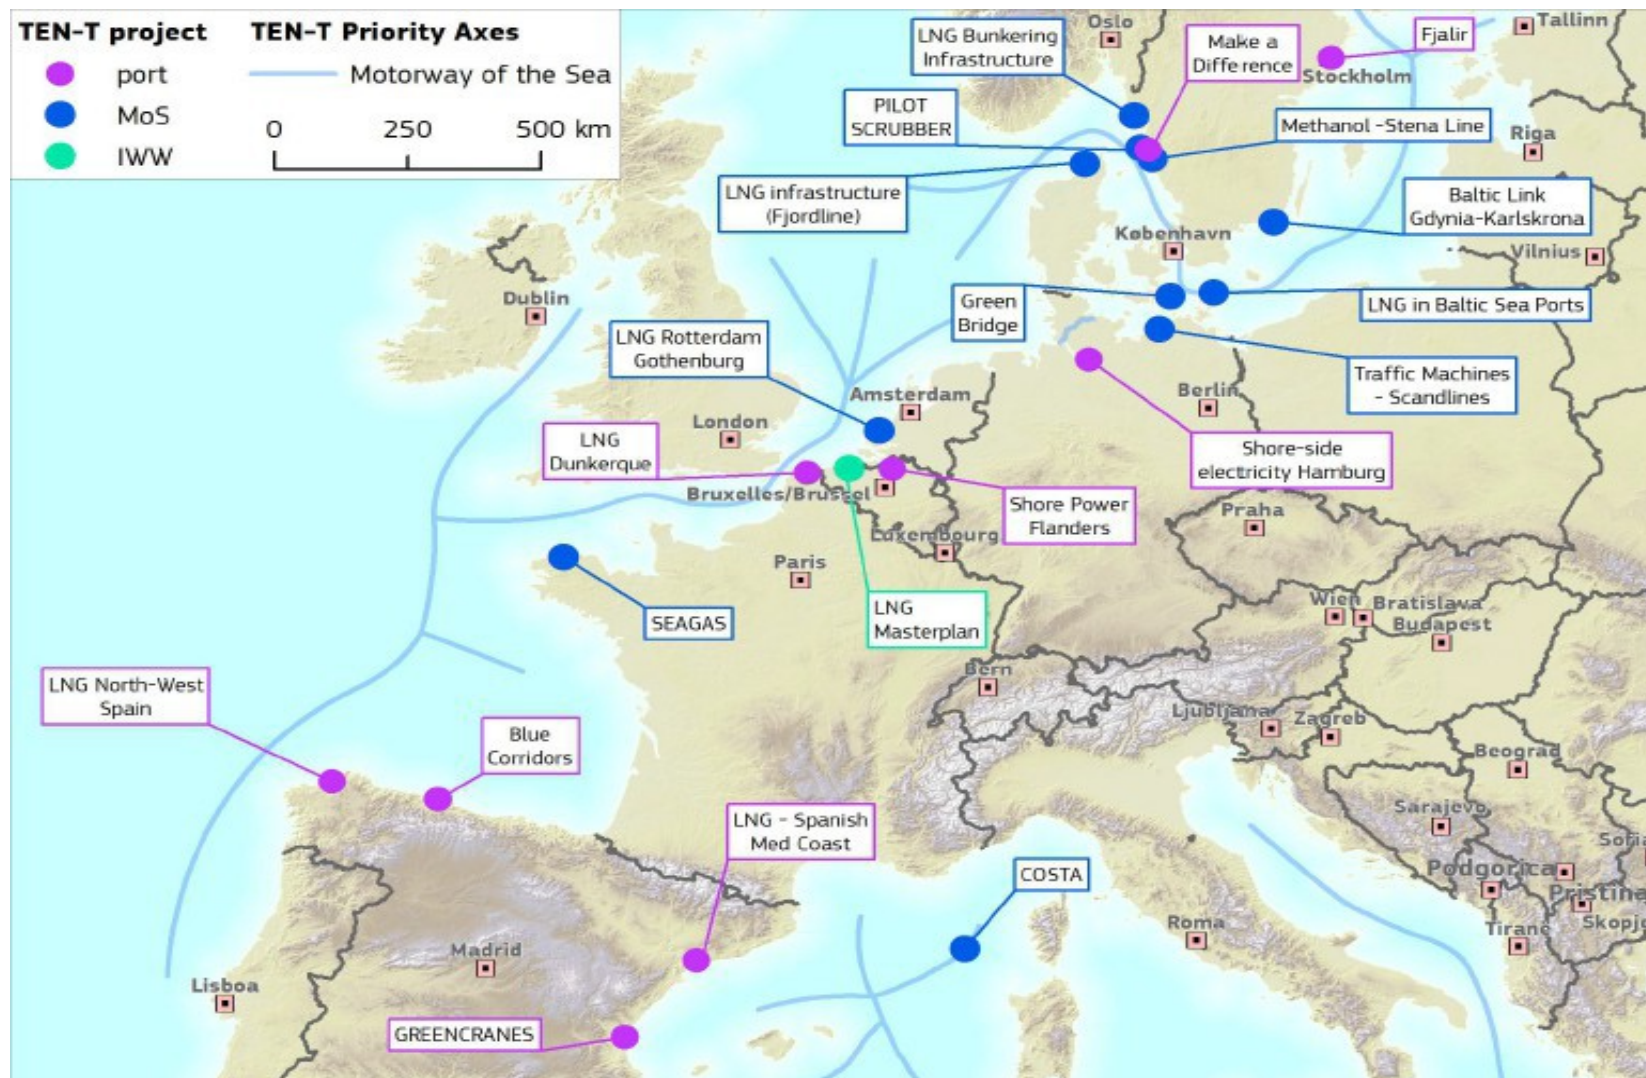 TEN-T project
TEN-T Priority Axes
port
Motorway of the Sea
MoS
0
250
500 km
IWW
Oslo
LNG Bunkering
Infrastructure
Make a
Difference
Fjalir
Tallinn
Stockholm
PILOT
SCRUBBER
Methanol -Stena Line
Riga
LNG infrastructure
(Fjordline)
Baltic Link
Gdynia-Karlskrona
København
Vilnius
Dublin
Green
Bridge
LNG in Baltic Sea Ports
LNG Rotterdam
Gothenburg
Traffic Machines
- Scandlines
Amsterdam
Berlin
London
LNG
Dunkerque
Shore-side
electricity Hamburg
Bruxelles/Brussel
Shore Power
Flanders
Praha
Luxembourg
Paris
SEAGAS
LNG
Masterplan
Wien
Bratislava
Budapest
Bern
LNG North-West
Spain
Ljubljana
Zagreb
Blue
Corridors
Beograd
LNG - Spanish
Med Coast
Sarajevo
COSTA
Podgorica
Pristina
Roma
Tirane
Madrid
Lisboa
GREENCRANES